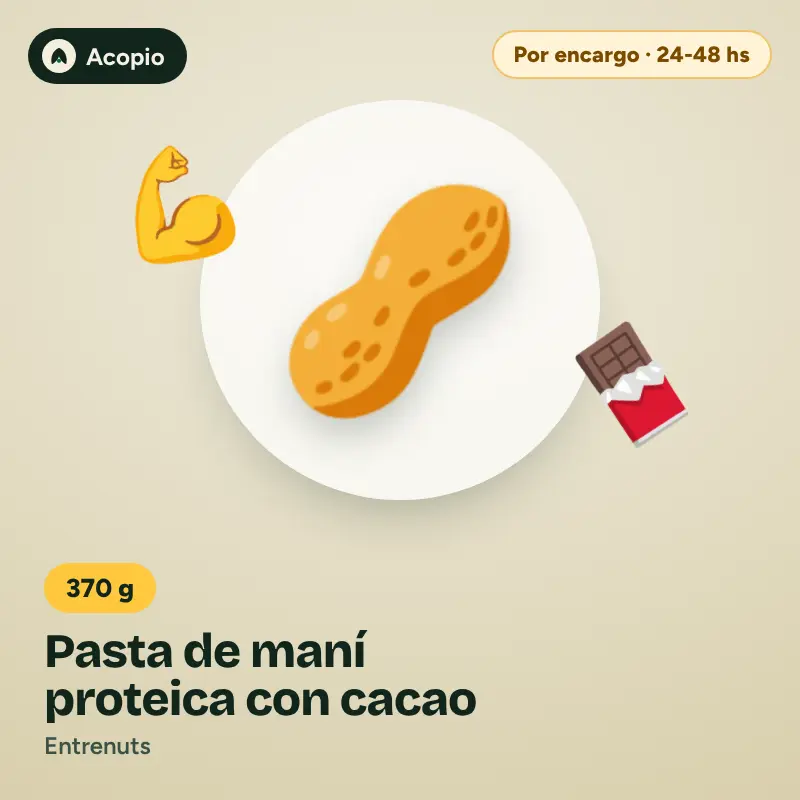 Acopio
Por encargo · 24-48 hs
370 g
Pasta de maní
proteica con cacao
Entrenuts